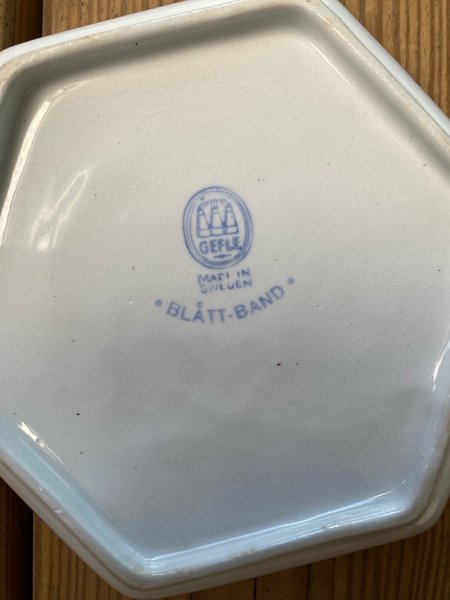 GEFLE
MADE IN
SWEDEN
• BLÅTT-BAND •